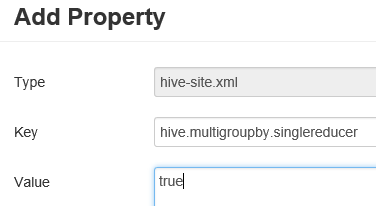 Add Property
Type hive-site.xml
Key hive.multigroupby.singlereducer
Value true